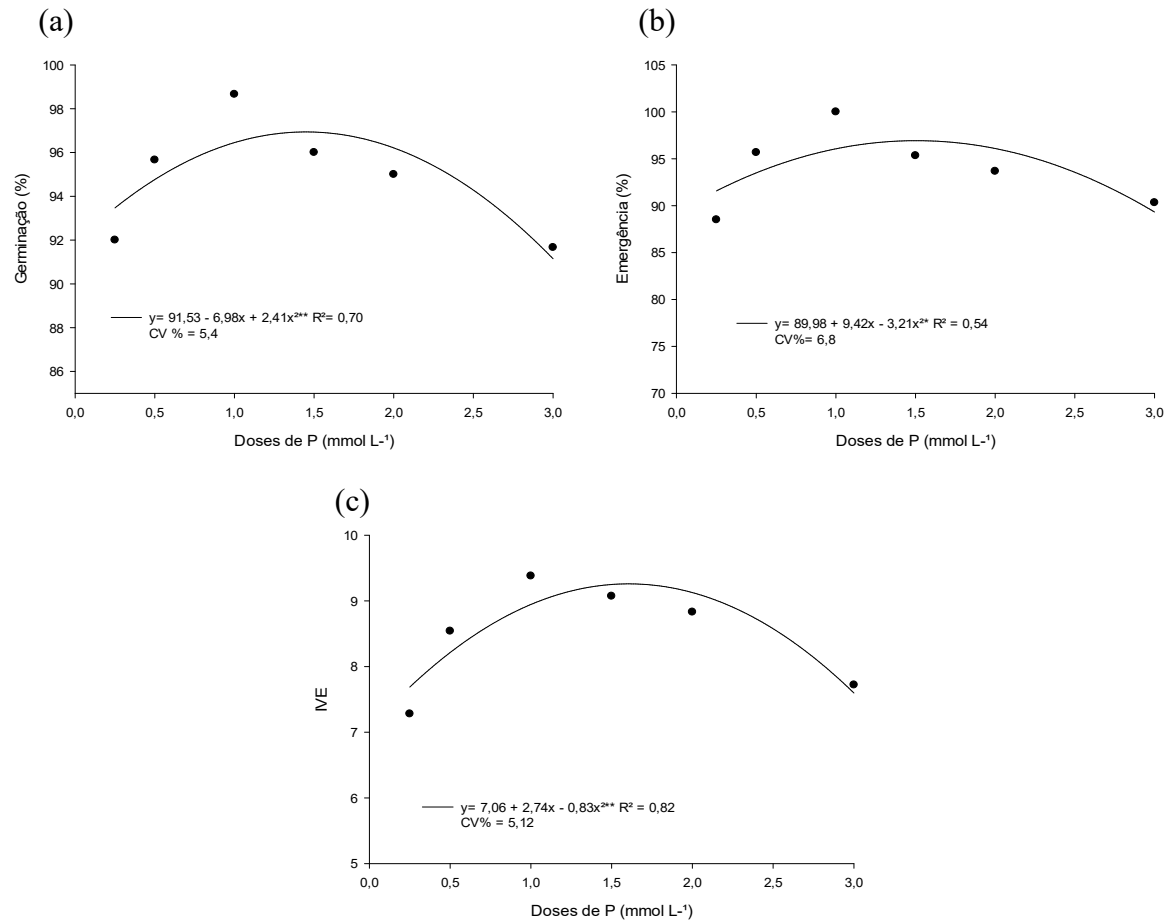 (a)
100
98
96
94
92
90
88
86
Germinação (%)
y= 91,53 - 6,98x + 2,41x²** R²= 0,70
CV % = 5,4
0,0 0,5 1,0 1,5 2,0 2,5 3,0
Doses de P (mmol L-¹)
(b)
105
100
95
90
85
80
75
70
Emergência (%)
y= 89,98 + 9,42x - 3,21x²* R² = 0,54
CV%= 6,8
0,0 0,5 1,0 1,5 2,0 2,5 3,0
Doses de P (mmol L-¹)
(c)
10
9
8
7
6
5
IVE
y= 7,06 + 2,74x - 0,83x²** R² = 0,82
CV% = 5,12
0,0 0,5 1,0 1,5 2,0 2,5 3,0
Doses de P (mmol L-¹)